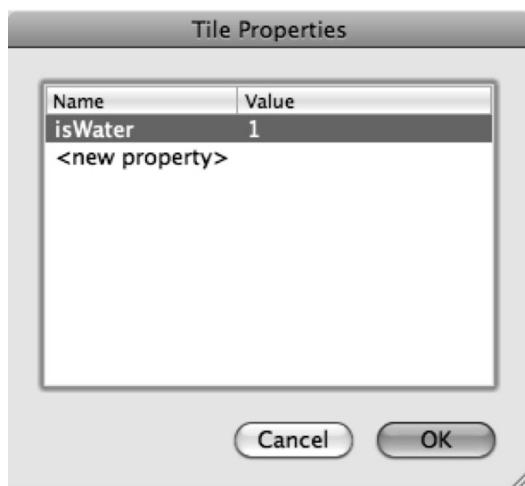 Tile Properties
Name Value
isWater 1
<new property>
Cancel OK